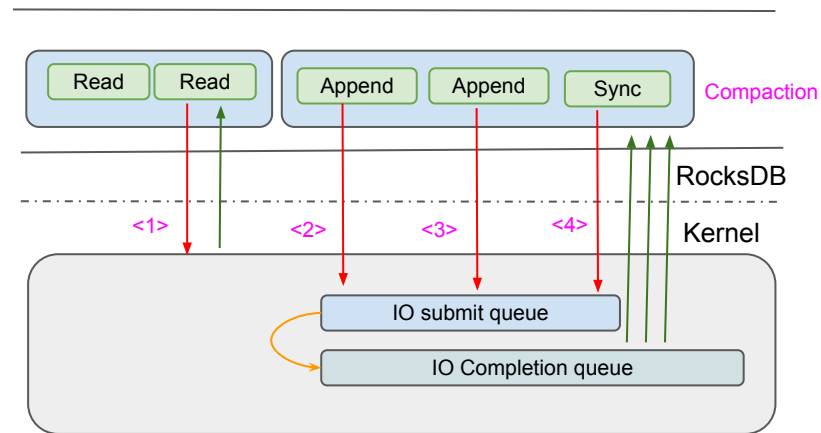 Read
Read
Append
Append
Sync
Compaction
RocksDB
<1>
<2>
<3>
<4>
Kernel
IO submit queue
IO Completion queue